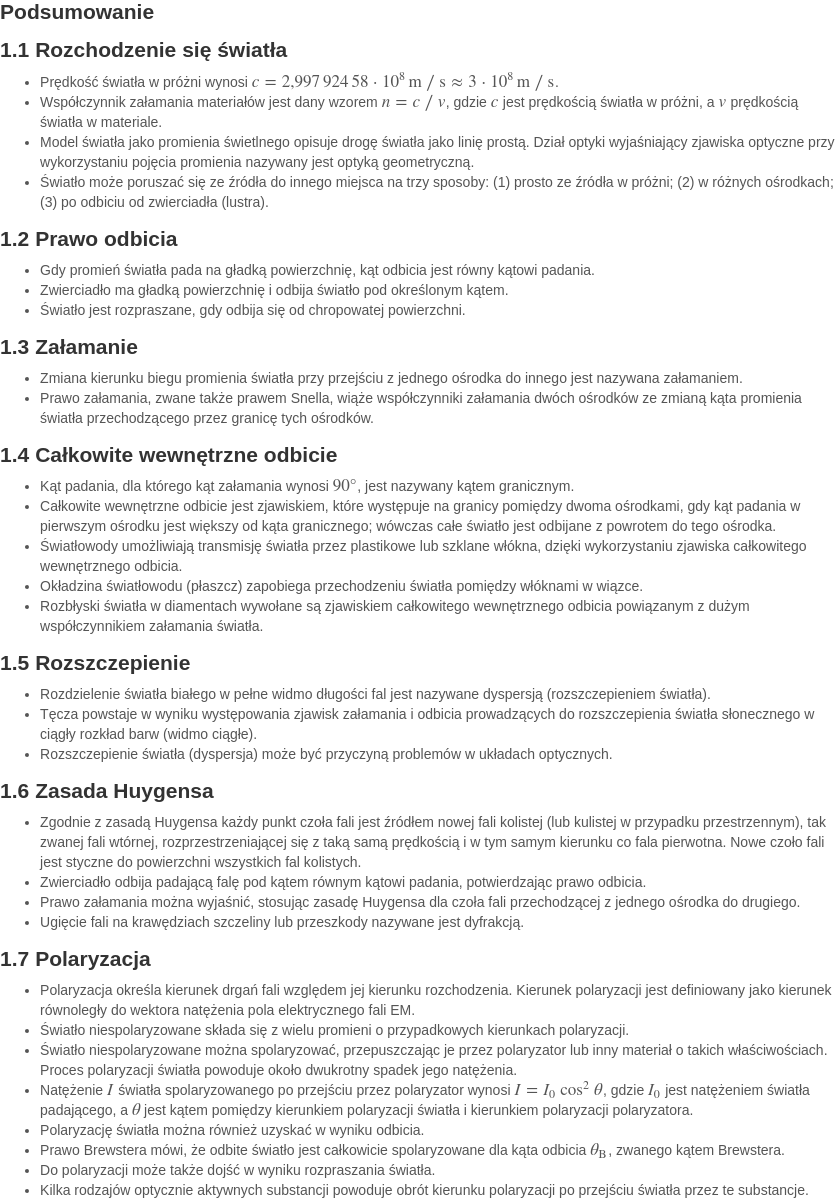 Podsumowanie
1.1 Rozchodzenie się światła
• Prędkość światła w próżni wynosi c = 2,997 924 58 · 10⁸ m / s ≈ 3 · 10⁸ m / s.
• Współczynnik załamania materiałów jest dany wzorem n = c / v, gdzie c jest prędkością światła w próżni, a v prędkością
światła w materiale.
• Model światła jako promienia świetlnego opisuje drogę światła jako linię prostą. Dział optyki wyjaśniający zjawiska optyczne przy
wykorzystaniu pojęcia promienia nazywany jest optyką geometryczną.
• Światło może poruszać się ze źródła do innego miejsca na trzy sposoby: (1) prosto ze źródła w próżni; (2) w różnych ośrodkach;
(3) po odbiciu od zwierciadła (lustra).
1.2 Prawo odbicia
• Gdy promień światła pada na gładką powierzchnię, kąt odbicia jest równy kątowi padania.
• Zwierciadło ma gładką powierzchnię i odbija światło pod określonym kątem.
• Światło jest rozpraszane, gdy odbija się od chropowatej powierzchni.
1.3 Załamanie
• Zmiana kierunku biegu promienia światła przy przejściu z jednego ośrodka do innego jest nazywana załamaniem.
• Prawo załamania, zwane także prawem Snella, wiąże współczynniki załamania dwóch ośrodków ze zmianą kąta promienia
światła przechodzącego przez granicę tych ośrodków.
1.4 Całkowite wewnętrzne odbicie
• Kąt padania, dla którego kąt załamania wynosi 90°, jest nazywany kątem granicznym.
• Całkowite wewnętrzne odbicie jest zjawiskiem, które występuje na granicy pomiędzy dwoma ośrodkami, gdy kąt padania w
pierwszym ośrodku jest większy od kąta granicznego; wówczas całe światło jest odbijane z powrotem do tego ośrodka.
• Światłowody umożliwiają transmisję światła przez plastikowe lub szklane włókna, dzięki wykorzystaniu zjawiska całkowitego
wewnętrznego odbicia.
• Okładzina światłowodu (płaszcz) zapobiega przechodzeniu światła pomiędzy włóknami w wiązce.
• Rozbłyski światła w diamentach wywołane są zjawiskiem całkowitego wewnętrznego odbicia powiązanym z dużym
współczynnikiem załamania światła.
1.5 Rozszczepienie
• Rozdzielenie światła białego w pełne widmo długości fal jest nazywane dyspersją (rozszczepieniem światła).
• Tęcza powstaje w wyniku występowania zjawisk załamania i odbicia prowadzących do rozszczepienia światła słonecznego w
ciągły rozkład barw (widmo ciągłe).
• Rozszczepienie światła (dyspersja) może być przyczyną problemów w układach optycznych.
1.6 Zasada Huygensa
• Zgodnie z zasadą Huygensa każdy punkt czoła fali jest źródłem nowej fali kolistej (lub kulistej w przypadku przestrzennym), tak
zwanej fali wtórnej, rozprzestrzeniającej się z taką samą prędkością i w tym samym kierunku co fala pierwotna. Nowe czoło fali
jest styczne do powierzchni wszystkich fal kolistych.
• Zwierciadło odbija padającą falę pod kątem równym kątowi padania, potwierdzając prawo odbicia.
• Prawo załamania można wyjaśnić, stosując zasadę Huygensa dla czoła fali przechodzącej z jednego ośrodka do drugiego.
• Ugięcie fali na krawędziach szczeliny lub przeszkody nazywane jest dyfrakcją.
1.7 Polaryzacja
• Polaryzacja określa kierunek drgań fali względem jej kierunku rozchodzenia. Kierunek polaryzacji jest definiowany jako kierunek
równoległy do wektora natężenia pola elektrycznego fali EM.
• Światło niespolaryzowane składa się z wielu promieni o przypadkowych kierunkach polaryzacji.
• Światło niespolaryzowane można spolaryzować, przepuszczając je przez polaryzator lub inny materiał o takich właściwościach.
Proces polaryzacji światła powoduje około dwukrotny spadek jego natężenia.
• Natężenie I światła spolaryzowanego po przejściu przez polaryzator wynosi I = I₀ cos² θ, gdzie I₀ jest natężeniem światła
padającego, a θ jest kątem pomiędzy kierunkiem polaryzacji światła i kierunkiem polaryzacji polaryzatora.
• Polaryzację światła można również uzyskać w wyniku odbicia.
• Prawo Brewstera mówi, że odbite światło jest całkowicie spolaryzowane dla kąta odbicia θ_B, zwanego kątem Brewstera.
• Do polaryzacji może także dojść w wyniku rozpraszania światła.
• Kilka rodzajów optycznie aktywnych substancji powoduje obrót kierunku polaryzacji po przejściu światła przez te substancje.